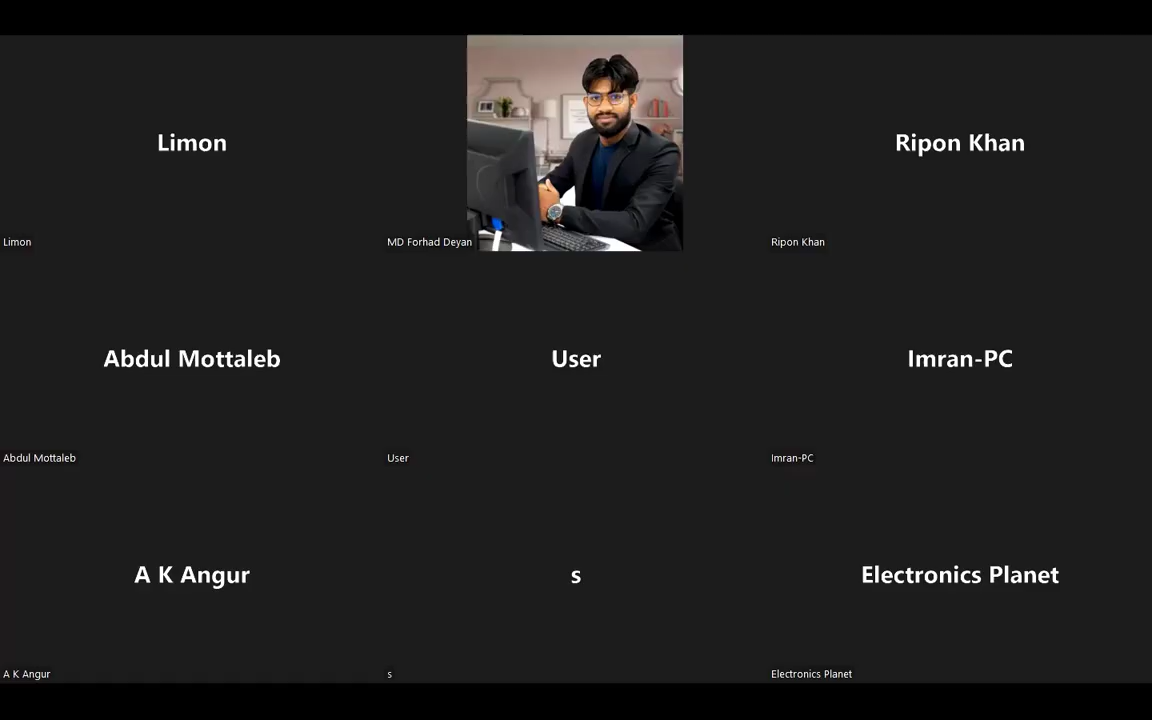 Limon
Limon
MD Forhad Deyan
Ripon Khan
Ripon Khan
Abdul Mottaleb
Abdul Mottaleb
User
User
Imran-PC
Imran-PC
A K Angur
A K Angur
s
s
Electronics Planet
Electronics Planet